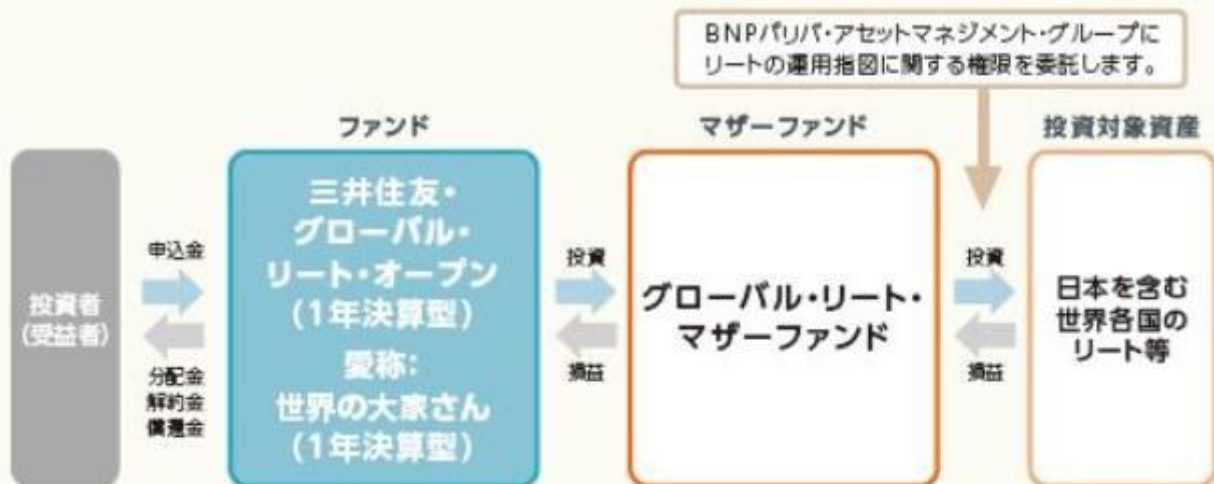 BNPパリバ・アセットマネジメント・グループに
リートの運用指図に関する権限を委託します。
ファンド
マザーファンド
投資対象資産
投資者
(受益者)
申込金
分配金
解約金
償還金
三井住友・
グローバル・
リート・オープン
(1年決算型)
愛称:
世界の大家さん
(1年決算型)
投資
損益
グローバル・リート・
マザーファンド
投資
損益
日本を含む
世界各国の
リート等